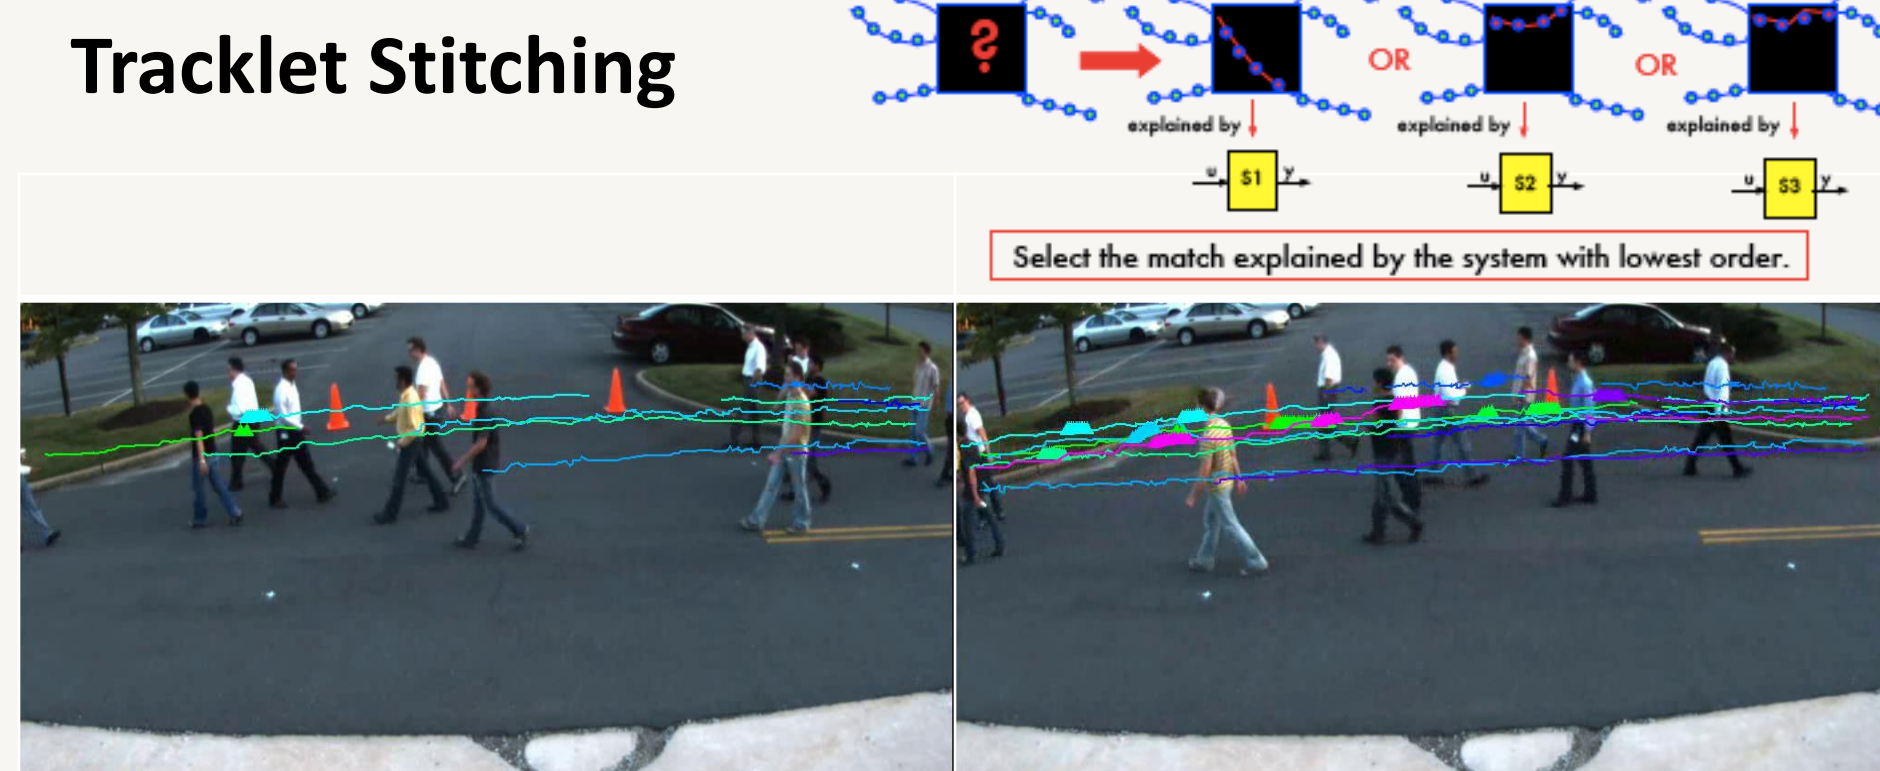 Tracklet Stitching
?
OR
OR
explained by
explained by
explained by
u S1 y
u S2 y
u S3 y
Select the match explained by the system with lowest order.